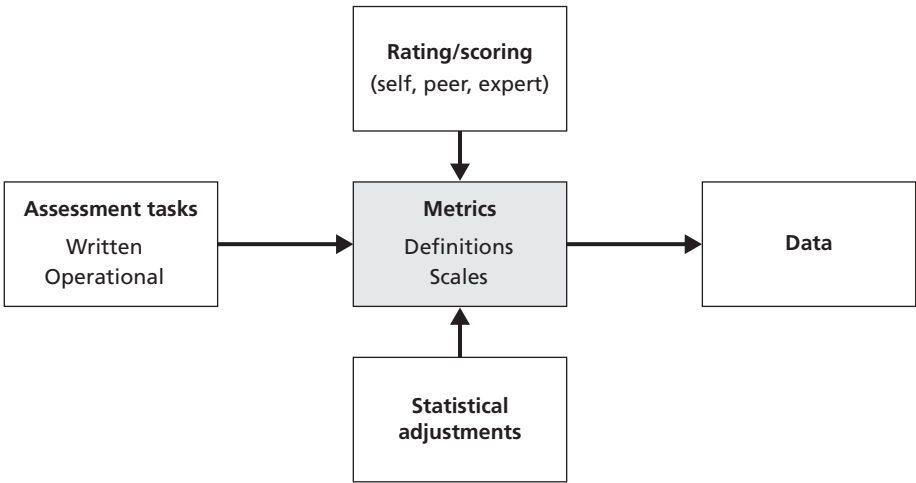 Rating/scoring
(self, peer, expert)
Assessment tasks
Written
Operational
Metrics
Definitions
Scales
Data
Statistical
adjustments